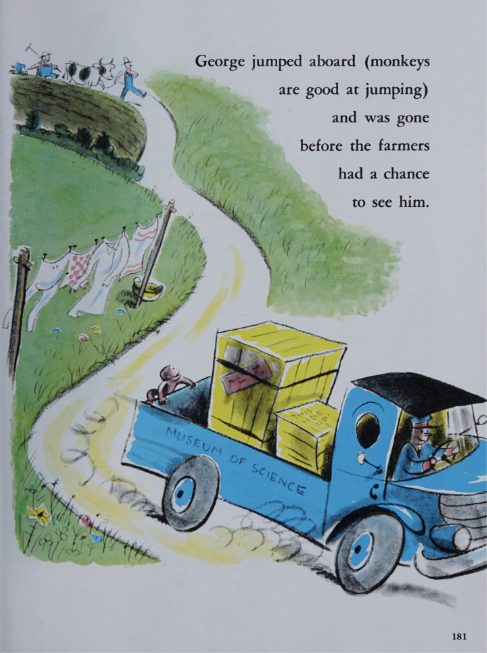 George jumped aboard (monkeys
are good at jumping)
and was gone
before the farmers
had a chance
to see him.
MUSEUM OF SCIENCE
181